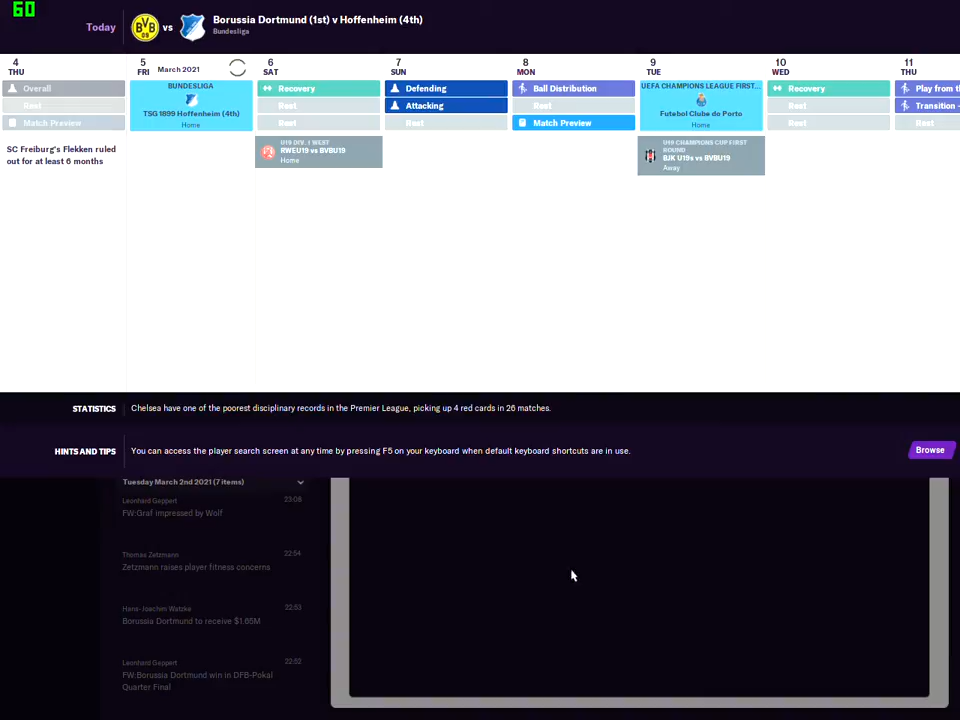 60
Today
vs
Borussia Dortmund (1st) v Hoffenheim (4th)
Bundesliga
4
THU
5
FRI
March 2021
6
SAT
7
SUN
8
MON
9
TUE
10
WED
11
THU
Overall
Rest
Match Preview
BUNDESLIGA
TSG 1899 Hoffenheim (4th)
Home
Recovery
Rest
Rest
Defending
Attacking
Rest
Ball Distribution
Rest
Match Preview
UEFA CHAMPIONS LEAGUE FIRST...
Futebol Clube do Porto
Home
Recovery
Rest
Rest
Play from th
Transition -
Rest
SC Freiburg's Flekken ruled
out for at least 6 months
U19 DIV. 1 WEST
RWEU19 vs BVBU19
Home
U19 CHAMPIONS CUP FIRST
ROUND
BJK U19s vs BVBU19
Away
STATISTICS
Chelsea have one of the poorest disciplinary records in the Premier League, picking up 4 red cards in 26 matches.
HINTS AND TIPS
You can access the player search screen at any time by pressing F5 on your keyboard when default keyboard shortcuts are in use.
Browse
Tuesday March 2nd 2021 (7 items)
Leonhard Geppert
23:08
FW:Graf impressed by Wolf
Thomas Zetzmann
22:54
Zetzmann raises player fitness concerns
Hans-Joachim Watzke
22:53
Borussia Dortmund to receive $1.65M
Leonhard Geppert
22:52
FW:Borussia Dortmund win in DFB-Pokal
Quarter Final